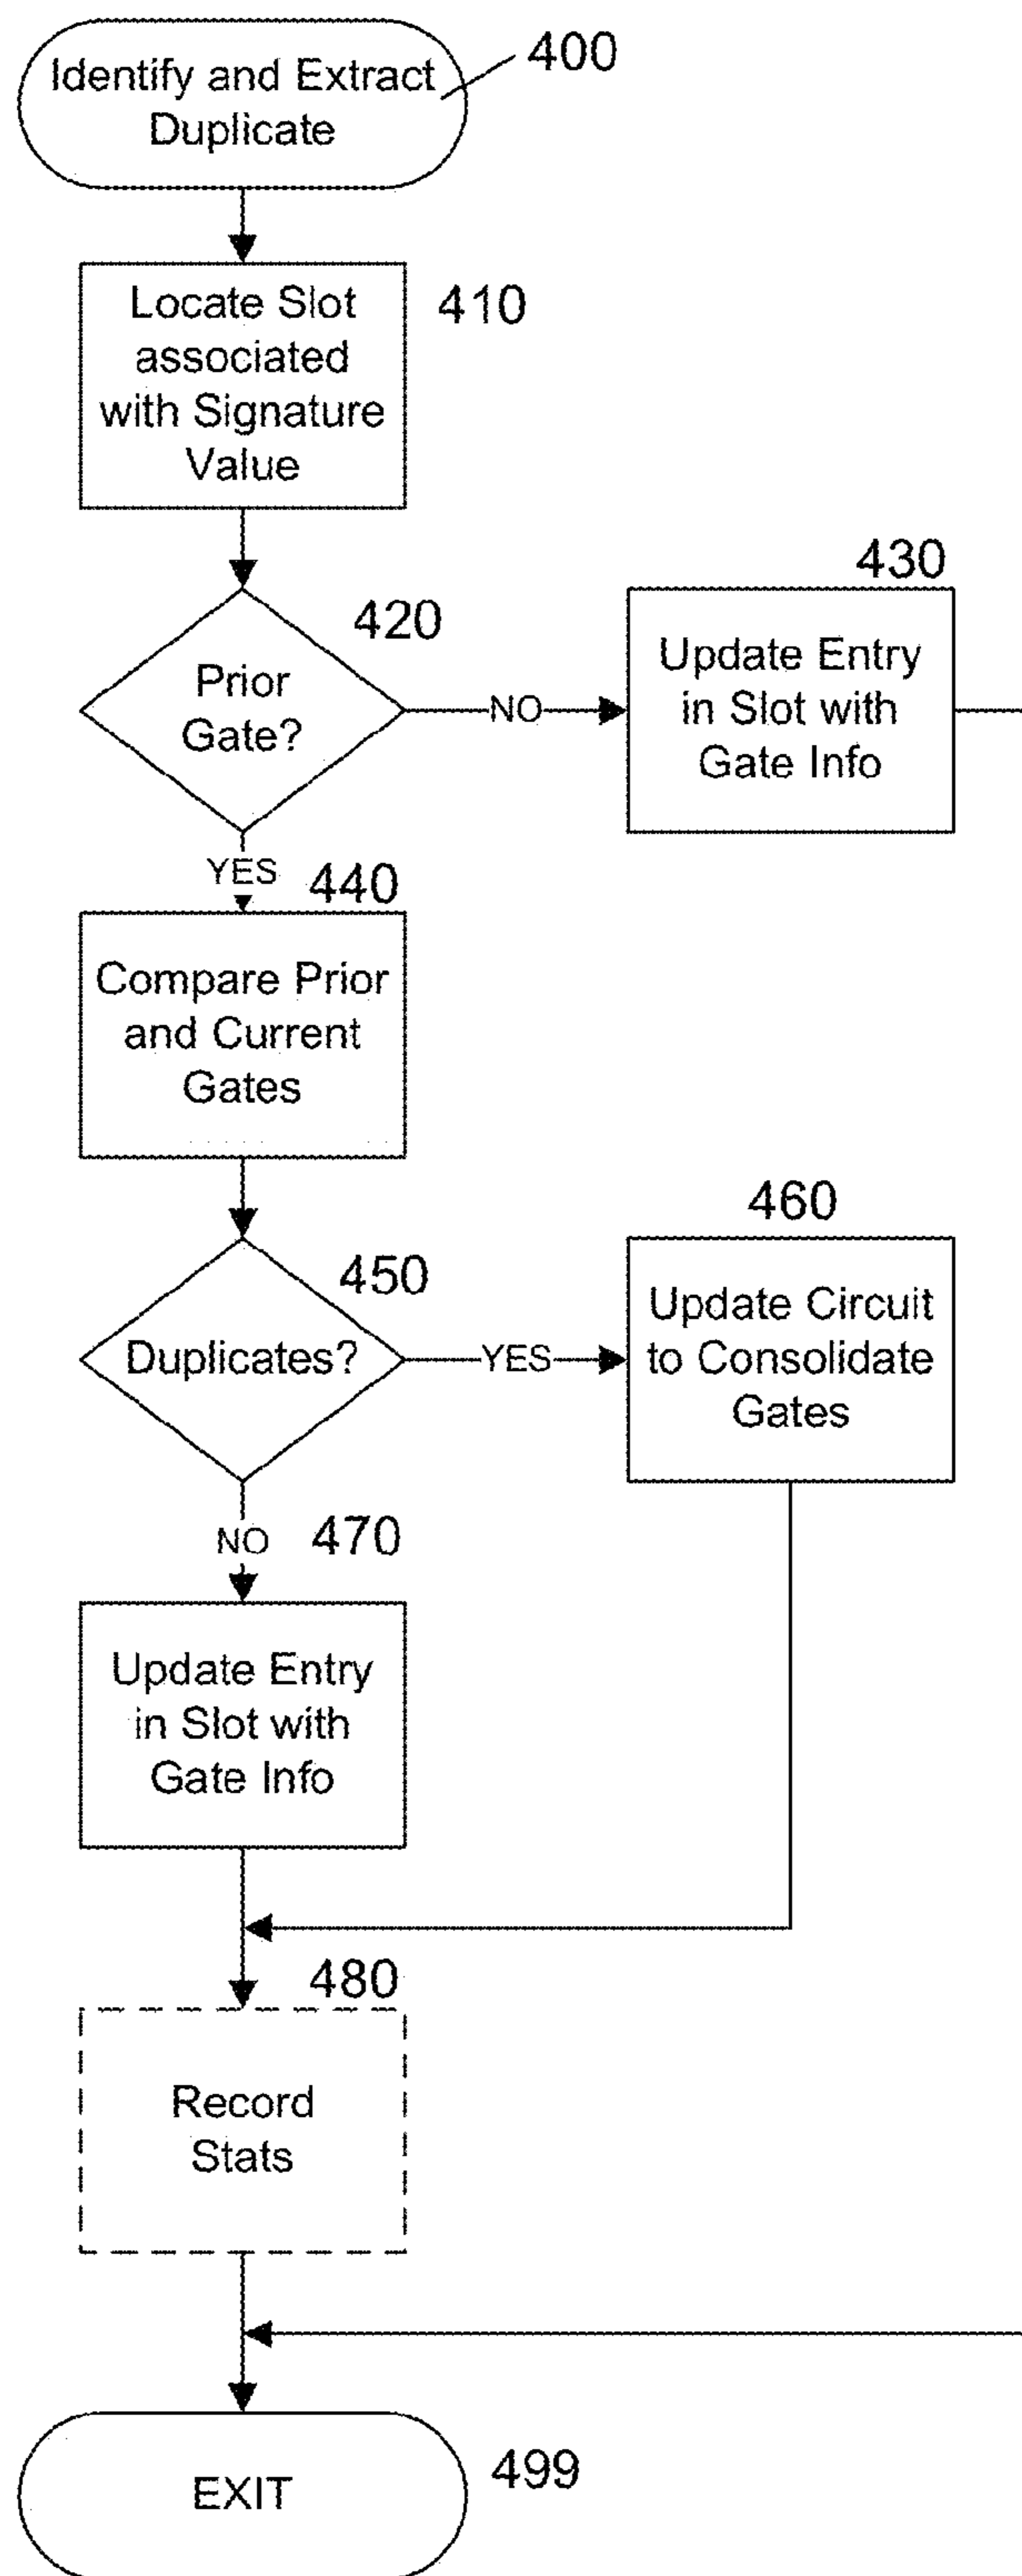 Identify and Extract
Duplicate
400
Locate Slot
associated
with Signature
Value
410
420
Prior
Gate?
NO
430
Update Entry
in Slot with
Gate Info
YES
440
Compare Prior
and Current
Gates
450
Duplicates?
YES
460
Update Circuit
to Consolidate
Gates
NO
470
Update Entry
in Slot with
Gate Info
480
Record
Stats
EXIT
499